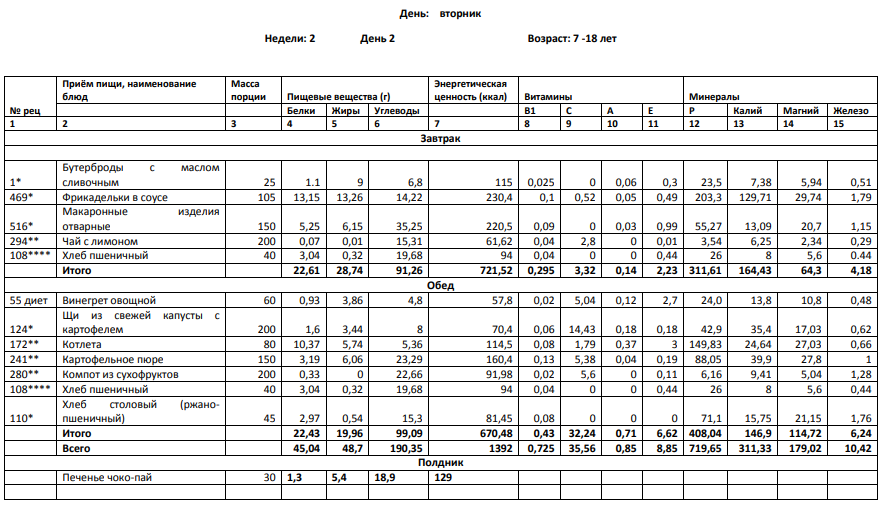 День: вторник
Недели: 2 День 2 Возраст: 7 -18 лет
№ рец Приём пищи, наименование блюд Масса порции Пищевые вещества (г) Энергетическая ценность (ккал) Витамины Минералы
Белки Жиры Углеводы В1 С А Е Р Калий Магний Железо
1 2 3 4 5 6 7 8 9 10 11 12 13 14 15
Завтрак
1* Бутерброды с маслом сливочным 25 1.1 9 6,8 115 0,025 0 0,06 0,3 23,5 7,38 5,94 0,51
469* Фрикадельки в соусе 105 13,15 13,26 14,22 230,4 0,1 0,52 0,05 0,49 203,3 129,71 29,74 1,79
516* Макаронные изделия отварные 150 5,25 6,15 35,25 220,5 0,09 0 0,03 0,99 55,27 13,09 20,7 1,15
294** Чай с лимоном 200 0,07 0,01 15,31 61,62 0,04 2,8 0 0,01 3,54 6,25 2,34 0,29
108**** Хлеб пшеничный 40 3,04 0,32 19,68 94 0,04 0 0 0,44 26 8 5,6 0.44
Итого 22,61 28,74 91,26 721,52 0,295 3,32 0,14 2,23 311,61 164,43 64,3 4,18
Обед
55 диет Винегрет овощной 60 0,93 3,86 4,8 57,8 0,02 5,04 0,12 2,7 24,0 13,8 10,8 0,48
124* Щи из свежей капусты с картофелем 200 1,6 3,44 8 70,4 0,06 14,43 0,18 0,18 42,9 35,4 17,03 0,62
172** Котлета 80 10,37 5,74 5,36 114,5 0,08 1,79 0,37 3 149,83 24,64 27,03 0,66
241** Картофельное пюре 150 3,19 6,06 23,29 160,4 0,13 5,38 0,04 0,19 88,05 39,9 27,8 1
280** Компот из сухофруктов 200 0,33 0 22,66 91,98 0,02 5,6 0 0,11 6,16 9,41 5,04 1,28
108**** Хлеб пшеничный 40 3,04 0,32 19,68 94 0,04 0 0 0,44 26 8 5,6 0,44
110* Хлеб столовый (ржано-пшеничный) 45 2,97 0,54 15,3 81,45 0,08 0 0 0 71,1 15,75 21,15 1,76
Итого 22,43 19,96 99,09 670,48 0,43 32,24 0,71 6,62 408,04 146,9 114,72 6,24
Всего 45,04 48,7 190,35 1392 0,725 35,56 0,85 8,85 719,65 311,33 179,02 10,42
Полдник
Печенье чоко-пай 30 1,3 5,4 18,9 129